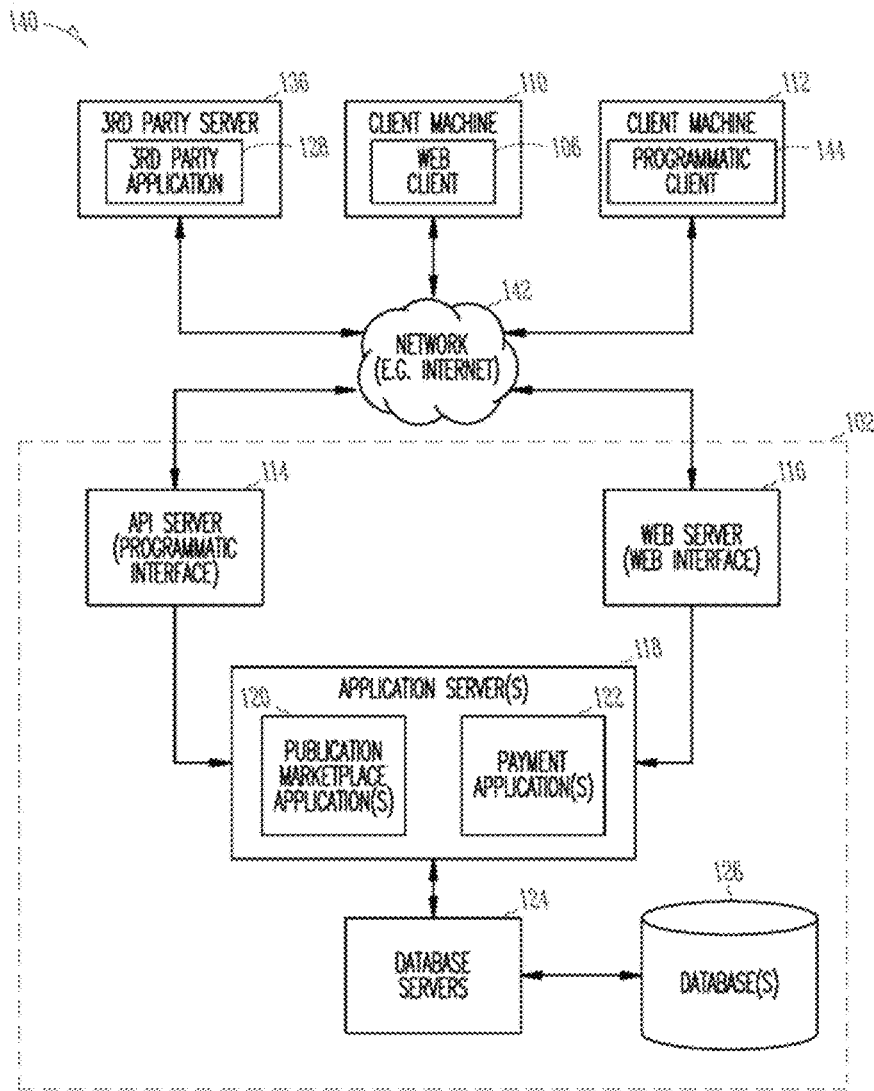 140
130
110
112
3RD PARTY SERVER
3RD PARTY
APPLICATION
128
CLIENT MACHINE
WEB
CLIENT
106
CLIENT MACHINE
PROGRAMMATIC
CLIENT
144
142
NETWORK
(E.G. INTERNET)
102
114
116
API SERVER
(PROGRAMMATIC
INTERFACE)
WEB SERVER
(WEB INTERFACE)
118
APPLICATION SERVER(S)
120
122
PUBLICATION
MARKETPLACE
APPLICATION(S)
PAYMENT
APPLICATION(S)
124
126
DATABASE
SERVERS
DATABASE(S)